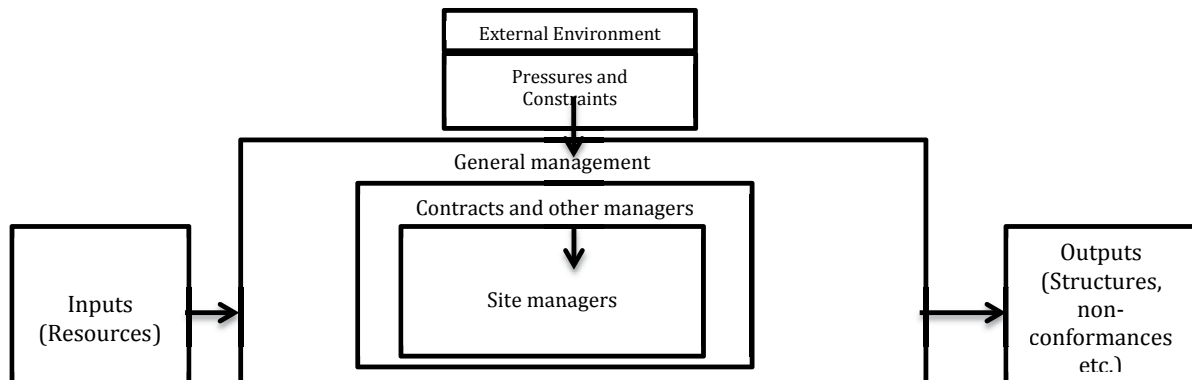 External Environment
Pressures and
Constraints
General management
Contracts and other managers
Site managers
Inputs
(Resources)
Outputs
(Structures,
non-
conformances
etc.)